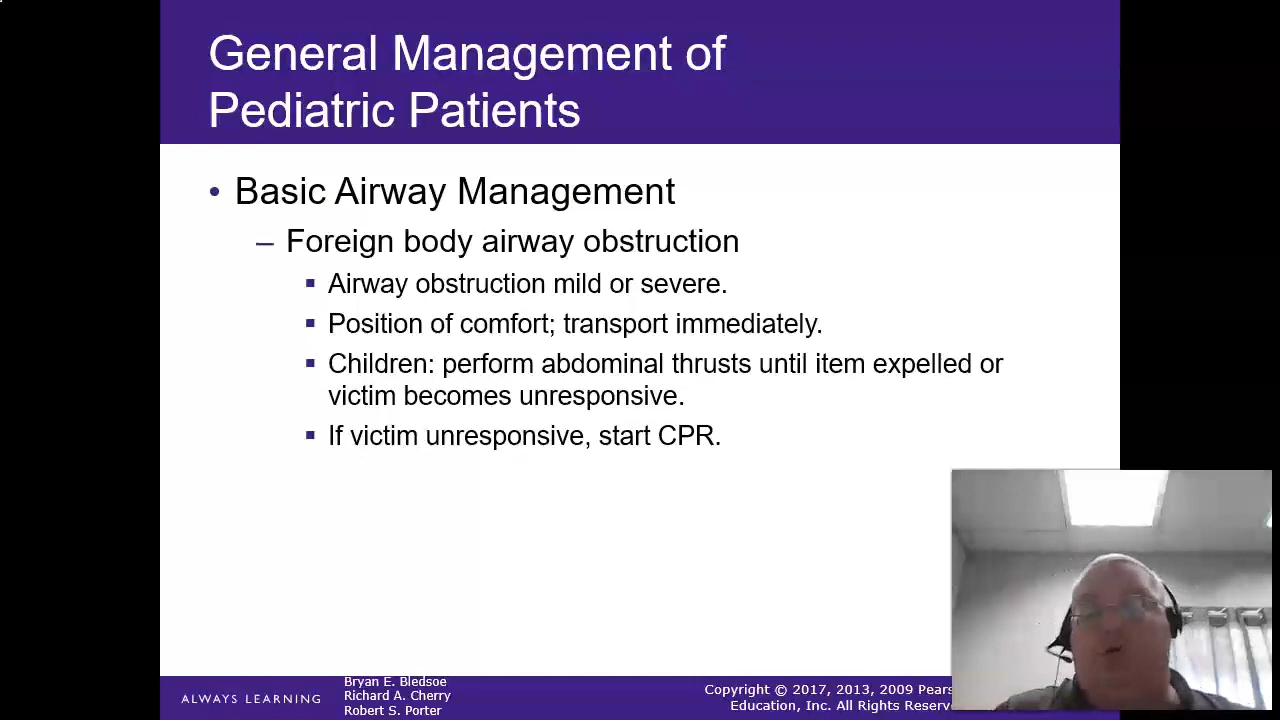 General Management of
Pediatric Patients
• Basic Airway Management
– Foreign body airway obstruction
▪ Airway obstruction mild or severe.
▪ Position of comfort; transport immediately.
▪ Children: perform abdominal thrusts until item expelled or
victim becomes unresponsive.
▪ If victim unresponsive, start CPR.
ALWAYS LEARNING
Bryan E. Bledsoe
Richard A. Cherry
Robert S. Porter
Copyright © 2017, 2013, 2009
Education, Inc. All Rights